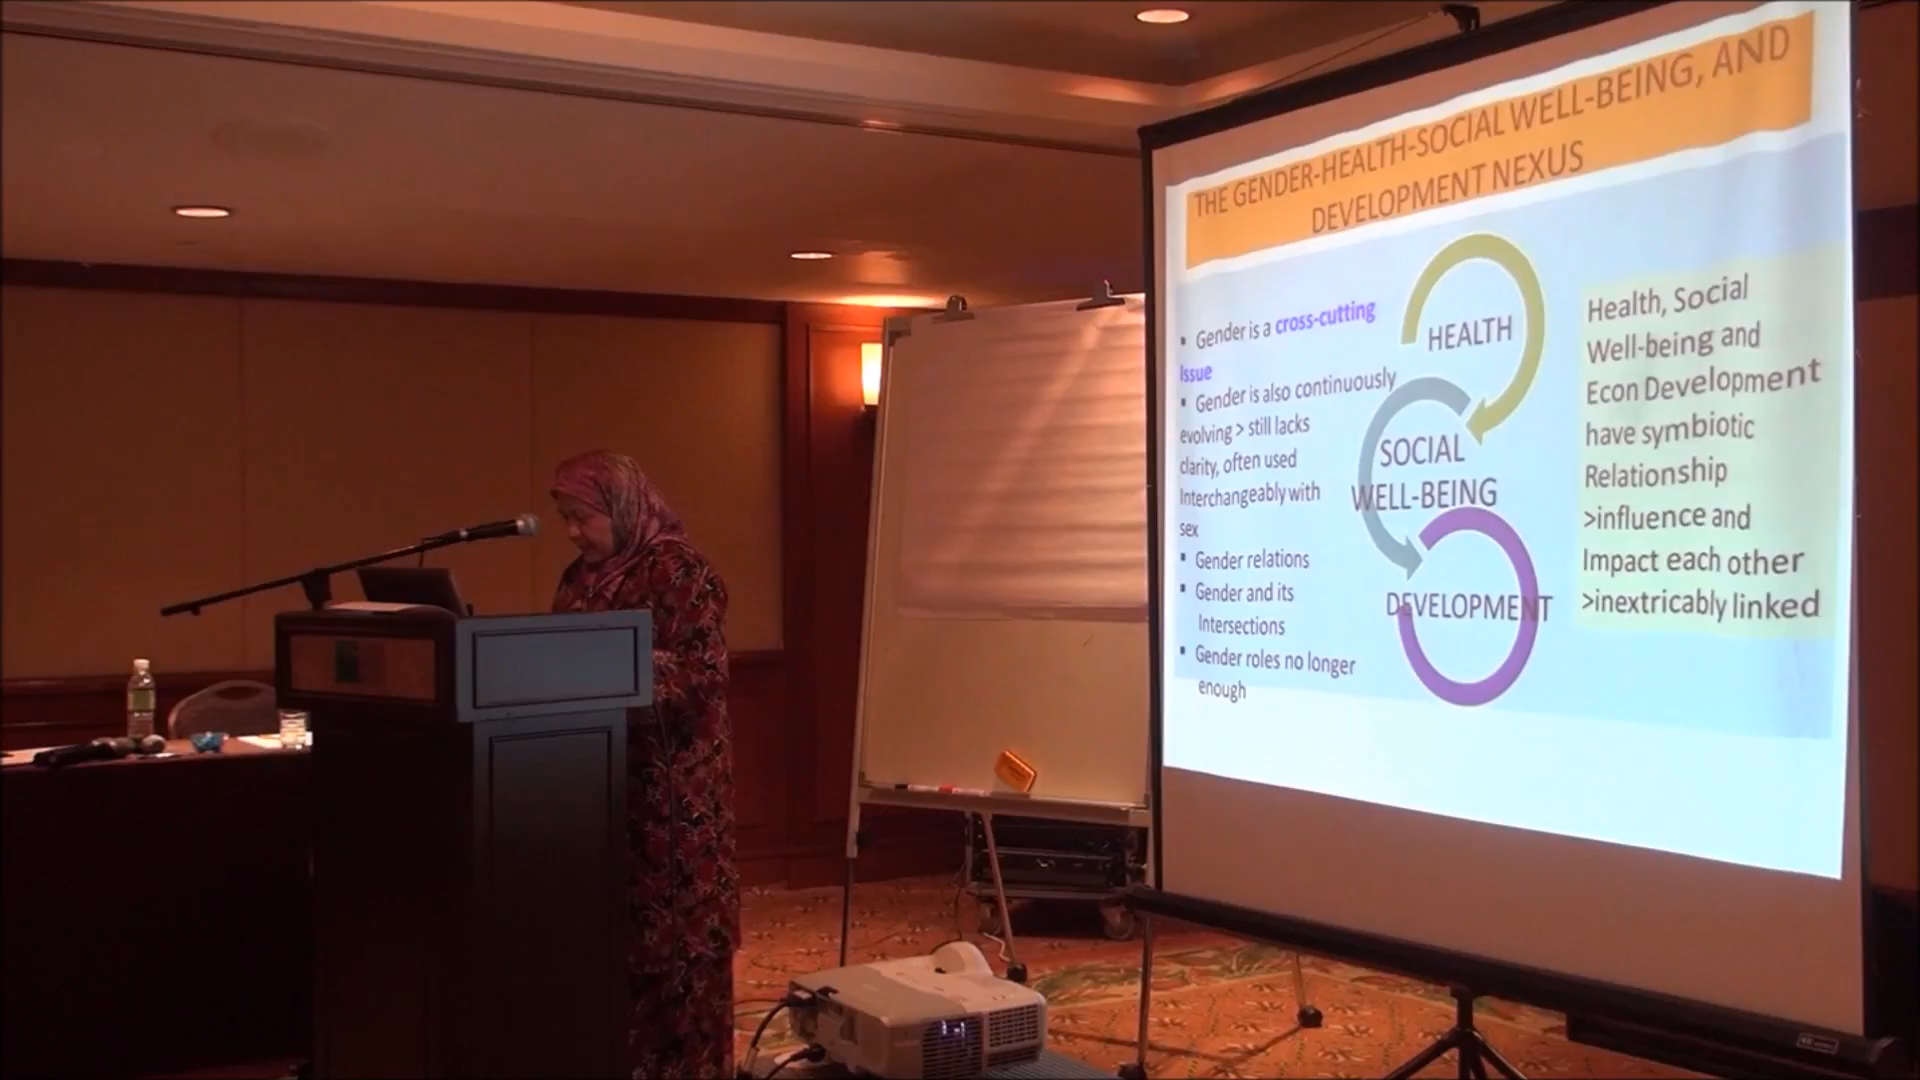 THE GENDER-HEALTH-SOCIAL WELL-BEING, AND
DEVELOPMENT NEXUS
▪ Gender is a cross-cutting
Issue
▪ Gender is also continuously
evolving > still lacks
clarity, often used
Interchangeably with
sex
▪ Gender relations
▪ Gender and its
Intersections
▪ Gender roles no longer
enough
HEALTH
SOCIAL
WELL-BEING
DEVELOPMENT
Health, Social
Well-being and
Econ Development
have symbiotic
Relationship
>influence and
Impact each other
>inextricably linked